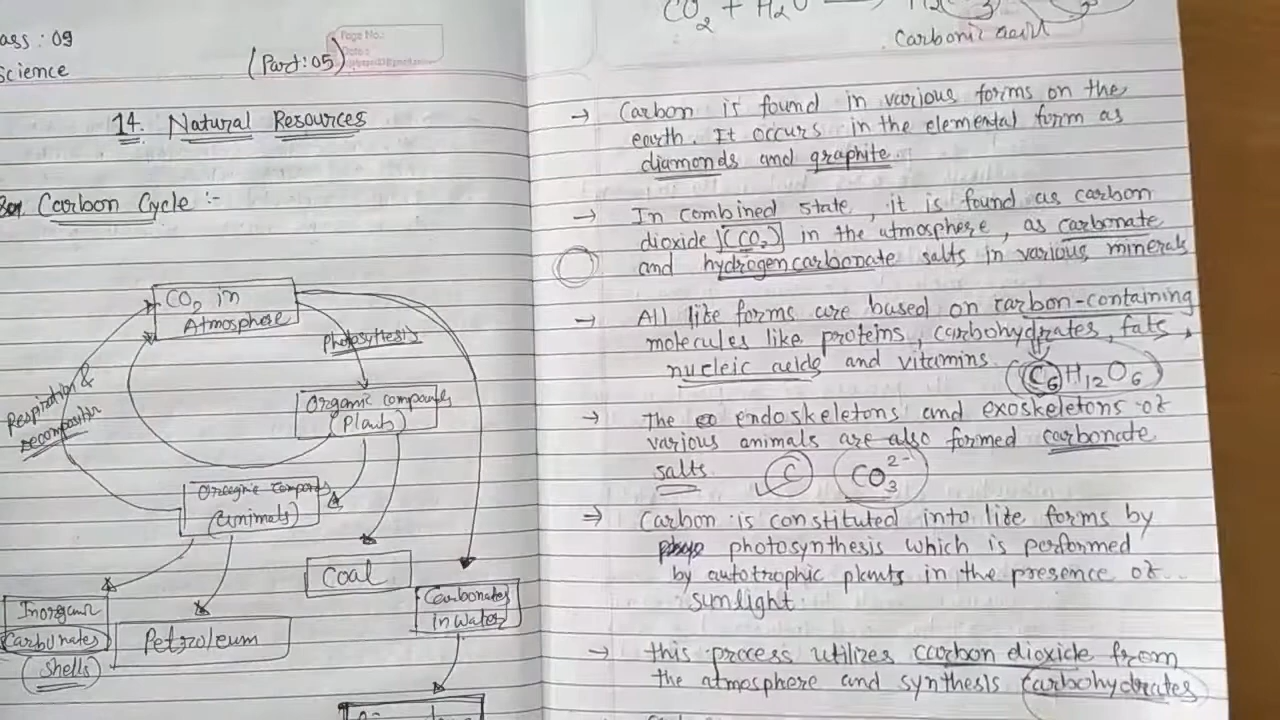 ass : 09
Science
(Part : 05)
Page No.:
Date :
14. Natural Resources
Carbon Cycle :-
CO2 in
Atmosphere
Photosythesis
Respiration &
decomposition
Organic compounds
(Plants)
(animals)
Coal
Carbonates
in water
Inorganic
Carbonates
(Shells)
Petroleum
CO2 + H2O
Carbonic acid
→ Carbon is found in various forms on the
earth. It occurs in the elemental form as
diamonds and graphite.
→ In combined state, it is found as carbon
dioxide [CO2] in the atmosphere, as carbonate
and hydrogencarbonate salts in various minerals
→ All life forms are based on carbon-containing
molecules like proteins, carbohydrates, fats,
nucleic acids and vitamins. (C6H12O6)
→ The endoskeletons and exoskeletons of
various animals are also formed carbonate
salts C CO3 2-
⇒ Carbon is constituted into life forms by
photosynthesis which is performed
by autotrophic plants in the presence of
sunlight.
→ this process utilizes carbon dioxide from
the atmosphere and synthesis carbohydrates